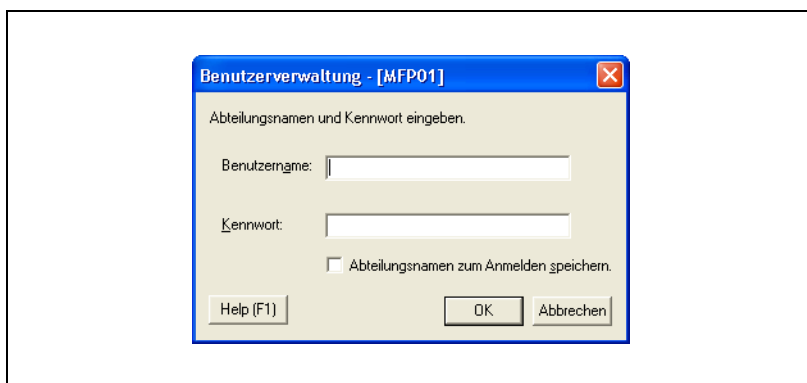 Benutzerverwaltung - [MFP01]
Abteilungsnamen und Kennwort eingeben.
Benutzername:
Kennwort:
Abteilungsnamen zum Anmelden speichern.
Help (F1) OK Abbrechen